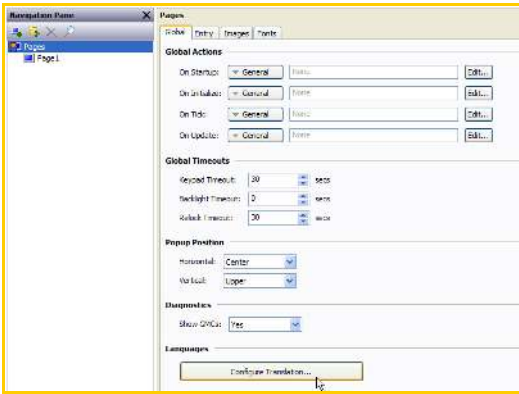 Navigation Pane
Pages
Page1
Pages
Global Entry Images Fonts
Global Actions
On Startup: General None Edit...
On Initialize: General None Edit...
On Tick: General None Edit...
On Update: General None Edit...
Global Timeouts
Keypad Timeout: 30 secs
Backlight Timeout: 0 secs
Relock Timeout: 30 secs
Popup Position
Horizontal: Center
Vertical: Upper
Diagnostics
Show GMCs: Yes
Languages
Configure Translation...